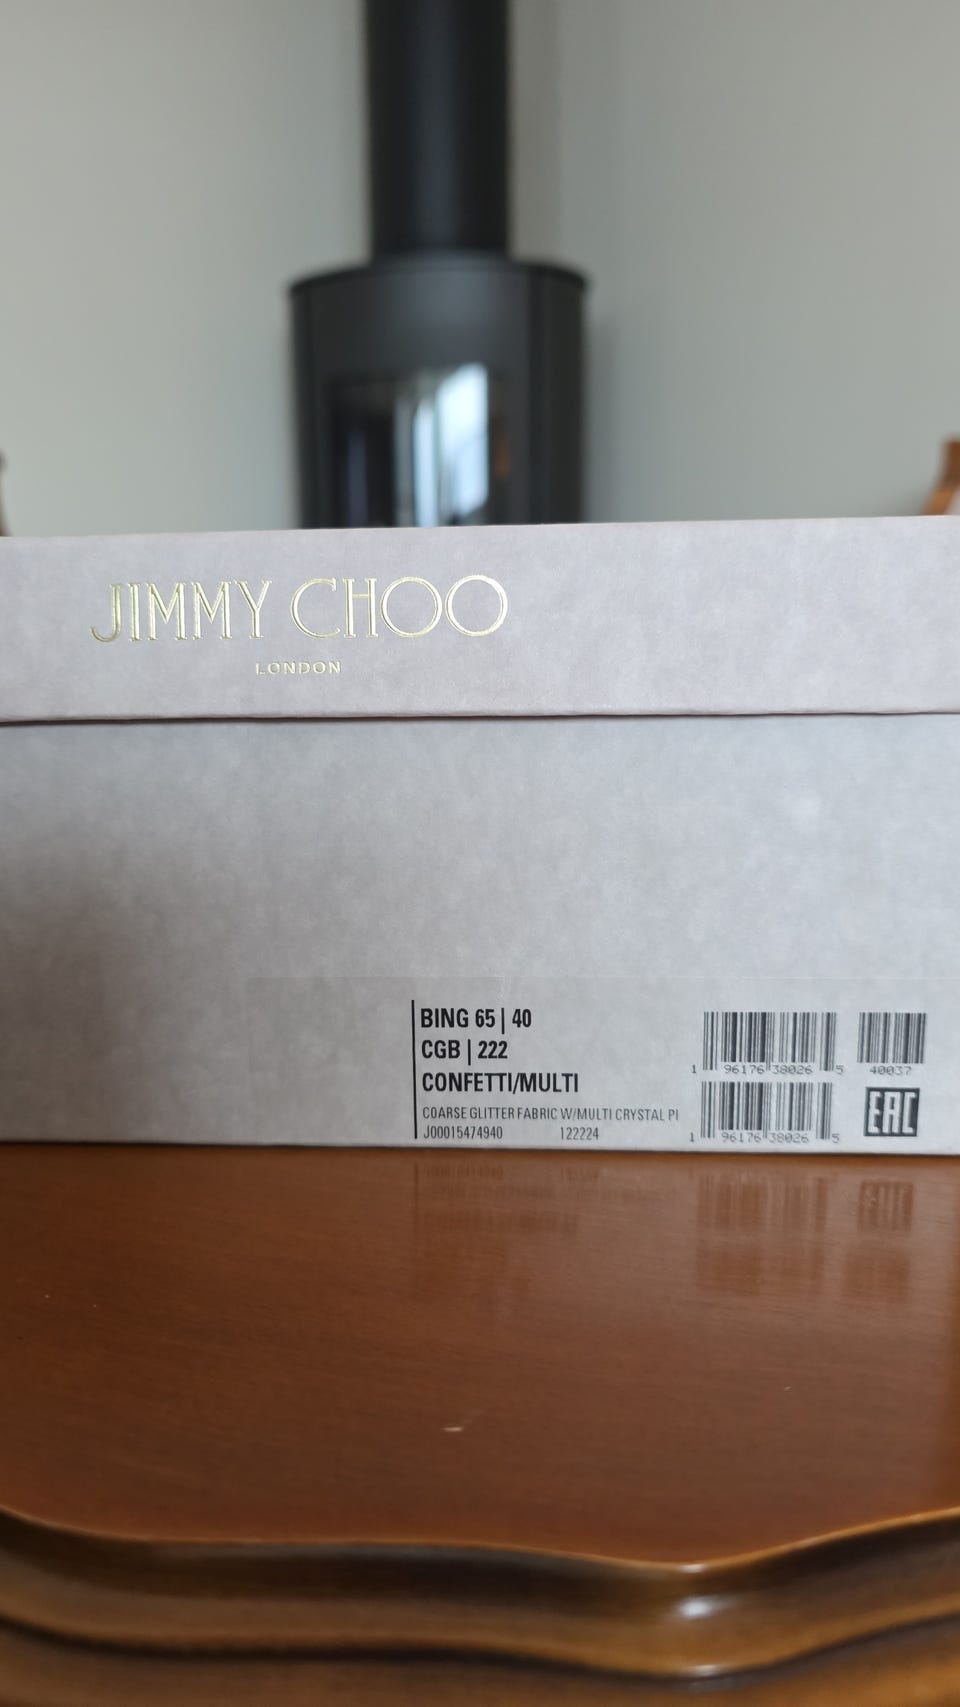 JIMMY CHOO
LONDON
BING 65 | 40
CGB | 222
CONFETTI/MULTI
COARSE GLITTER FABRIC W/MULTI CRYSTAL PI
J00015474940 122224
1 96176 38026 5
40037
1 96176 38026 5
EAC